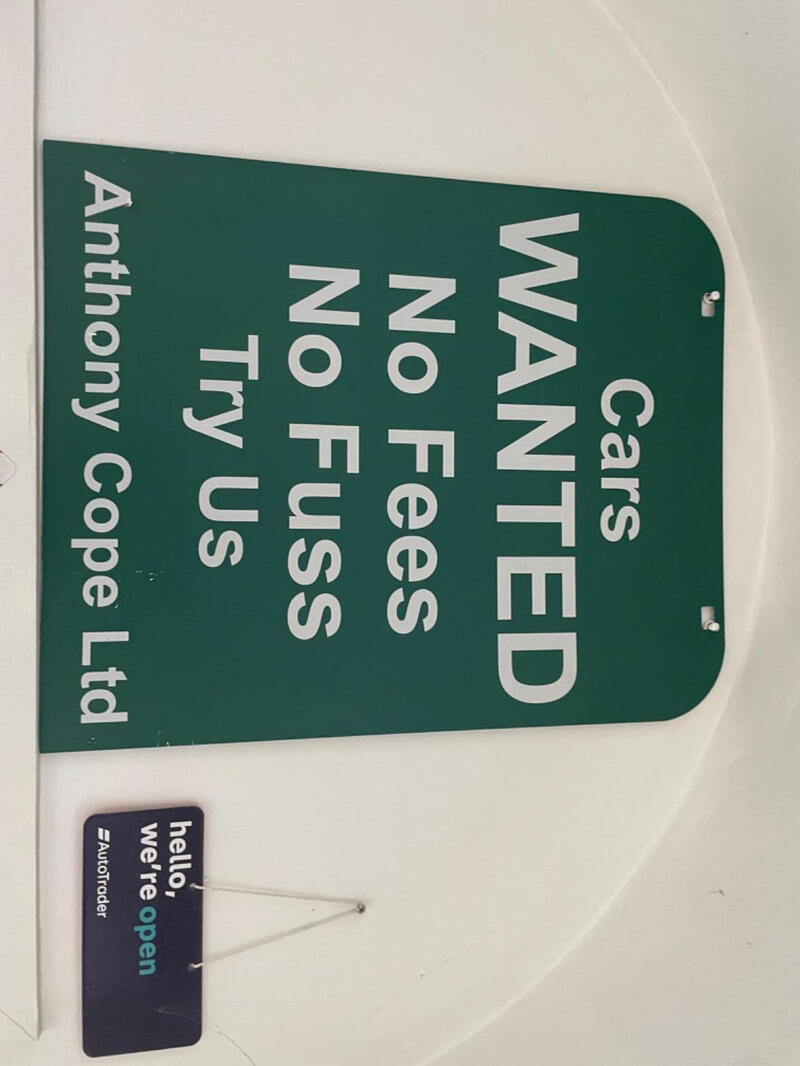 Cars
WANTED
No Fees
No Fuss
Try Us
Anthony Cope Ltd
hello,
we're open
AutoTrader